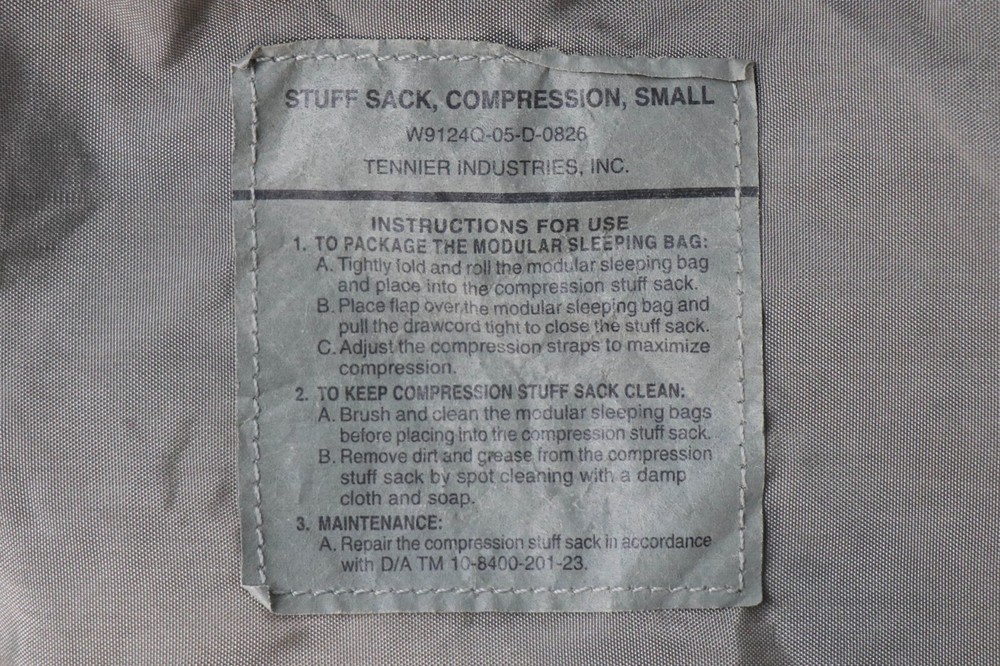 STUFF SACK, COMPRESSION, SMALL
W9124Q-05-D-0826
TENNIER INDUSTRIES, INC.
INSTRUCTIONS FOR USE
1. TO PACKAGE THE MODULAR SLEEPING BAG:
A. Tightly fold and roll the modular sleeping bag
and place into the compression stuff sack.
B. Place flap over the modular sleeping bag and
pull the drawcord tight to close the stuff sack.
C. Adjust the compression straps to maximize
compression.
2. TO KEEP COMPRESSION STUFF SACK CLEAN:
A. Brush and clean the modular sleeping bags
before placing into the compression stuff sack.
B. Remove dirt and grease from the compression
stuff sack by spot cleaning with a damp
cloth and soap.
3. MAINTENANCE:
A. Repair the compression stuff sack in accordance
with D/A TM 10-8400-201-23.